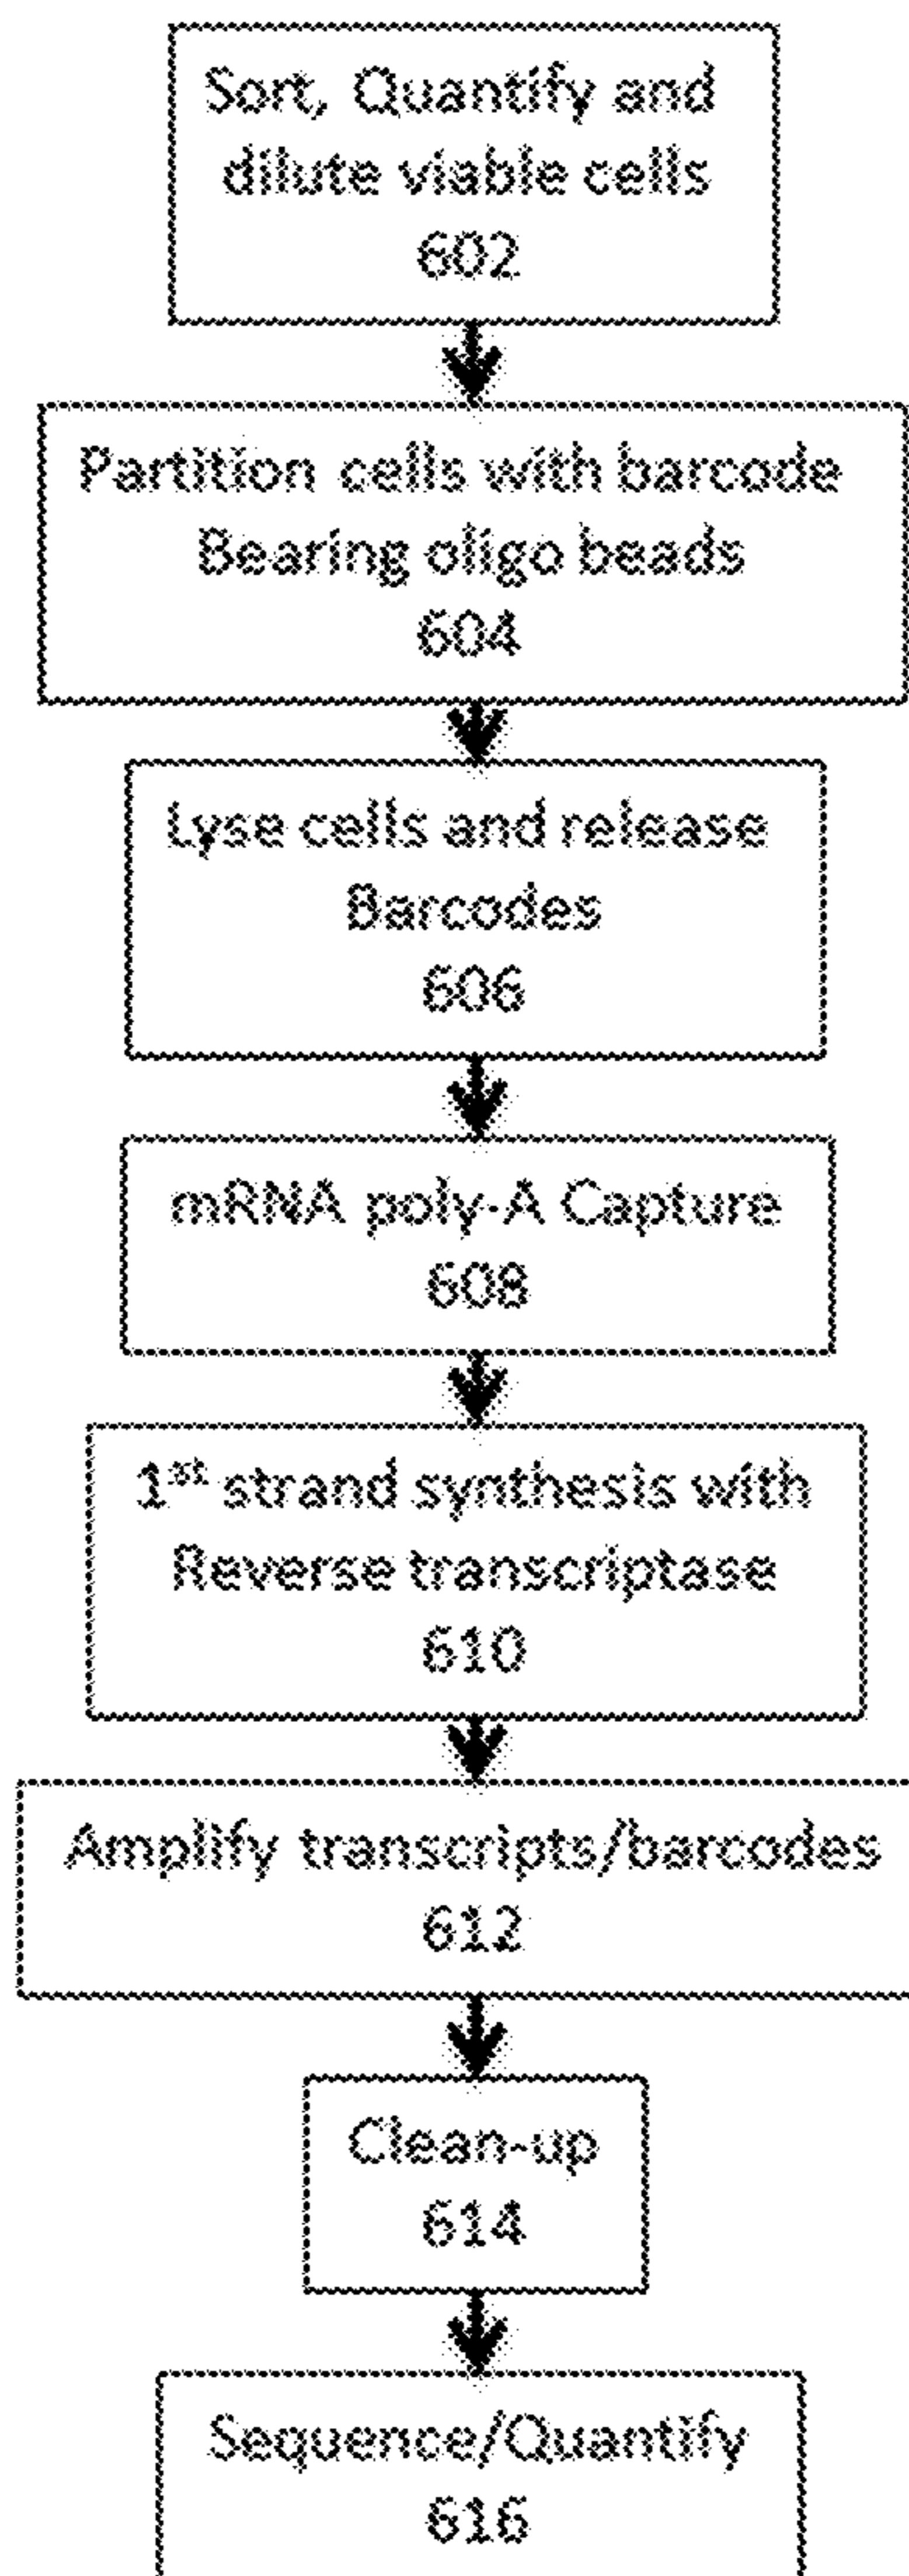 Sort, Quantify and
dilute viable cells
602
Partition cells with barcode
Bearing oligo beads
604
Lyse cells and release
Barcodes
606
mRNA poly-A Capture
608
1st strand synthesis with
Reverse transcriptase
610
Amplify transcripts/barcodes
612
Clean-up
614
Sequence/Quantify
616